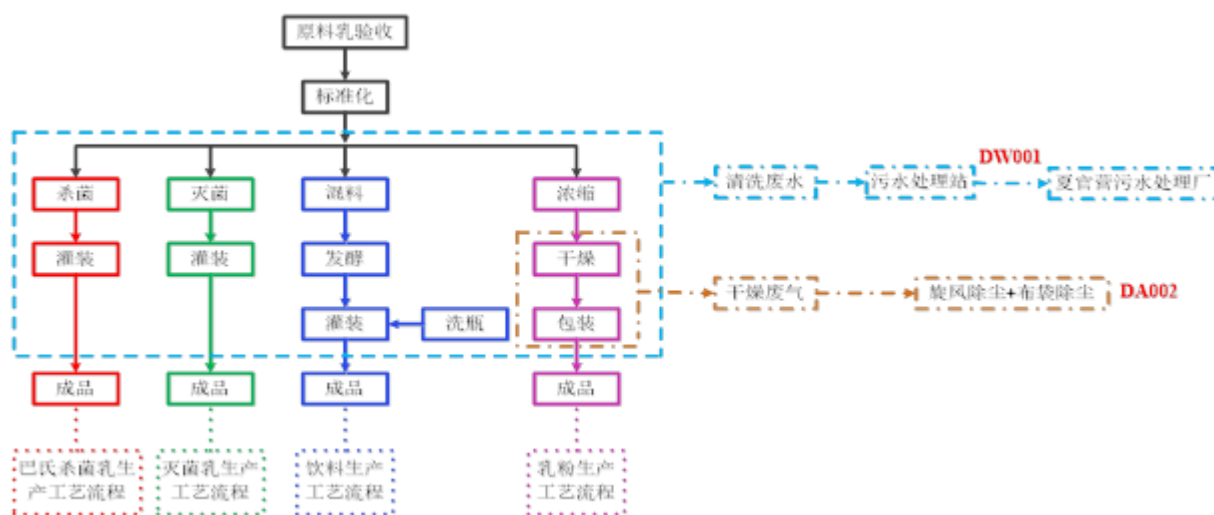 原料乳验收
标准化
杀菌
灭菌
混料
浓缩
清洗废水
DW001
污水处理站
夏官营污水处理厂
灌装
灌装
发酵
干燥
干燥废气
旋风除尘+布袋除尘
DA002
灌装
洗瓶
包装
成品
成品
成品
成品
巴氏杀菌乳生
产工艺流程
灭菌乳生产
工艺流程
饮料生产
工艺流程
乳粉生产
工艺流程